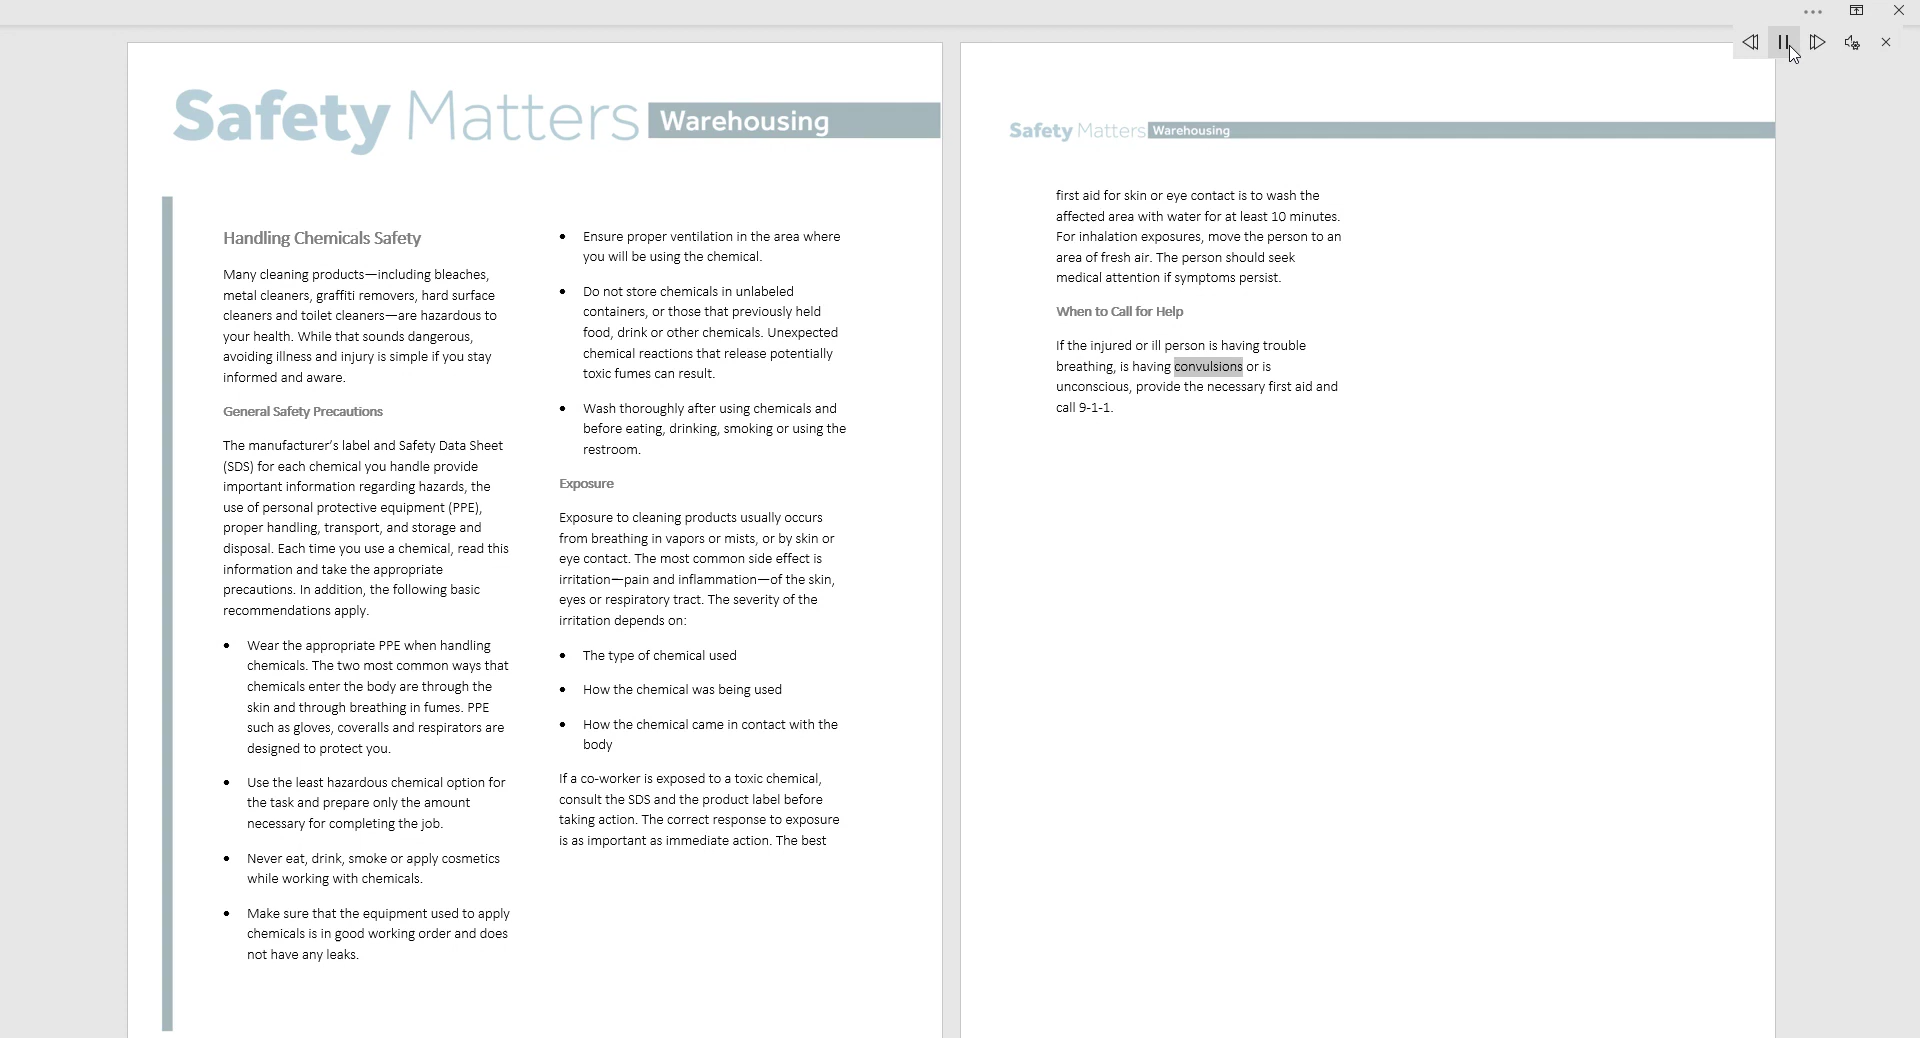 Safety Matters Warehousing
Handling Chemicals Safety
Many cleaning products—including bleaches,
metal cleaners, graffiti removers, hard surface
cleaners and toilet cleaners—are hazardous to
your health. While that sounds dangerous,
avoiding illness and injury is simple if you stay
informed and aware.
General Safety Precautions
The manufacturer's label and Safety Data Sheet
(SDS) for each chemical you handle provide
important information regarding hazards, the
use of personal protective equipment (PPE),
proper handling, transport, and storage and
disposal. Each time you use a chemical, read this
information and take the appropriate
precautions. In addition, the following basic
recommendations apply.
• Wear the appropriate PPE when handling
chemicals. The two most common ways that
chemicals enter the body are through the
skin and through breathing in fumes. PPE
such as gloves, coveralls and respirators are
designed to protect you.
• Use the least hazardous chemical option for
the task and prepare only the amount
necessary for completing the job.
• Never eat, drink, smoke or apply cosmetics
while working with chemicals.
• Make sure that the equipment used to apply
chemicals is in good working order and does
not have any leaks.
• Ensure proper ventilation in the area where
you will be using the chemical.
• Do not store chemicals in unlabeled
containers, or those that previously held
food, drink or other chemicals. Unexpected
chemical reactions that release potentially
toxic fumes can result.
• Wash thoroughly after using chemicals and
before eating, drinking, smoking or using the
restroom.
Exposure
Exposure to cleaning products usually occurs
from breathing in vapors or mists, or by skin or
eye contact. The most common side effect is
irritation—pain and inflammation—of the skin,
eyes or respiratory tract. The severity of the
irritation depends on:
• The type of chemical used
• How the chemical was being used
• How the chemical came in contact with the
body
If a co-worker is exposed to a toxic chemical,
consult the SDS and the product label before
taking action. The correct response to exposure
is as important as immediate action. The best
Safety Matters Warehousing
first aid for skin or eye contact is to wash the
affected area with water for at least 10 minutes.
For inhalation exposures, move the person to an
area of fresh air. The person should seek
medical attention if symptoms persist.
When to Call for Help
If the injured or ill person is having trouble
breathing, is having convulsions or is
unconscious, provide the necessary first aid and
call 9-1-1.